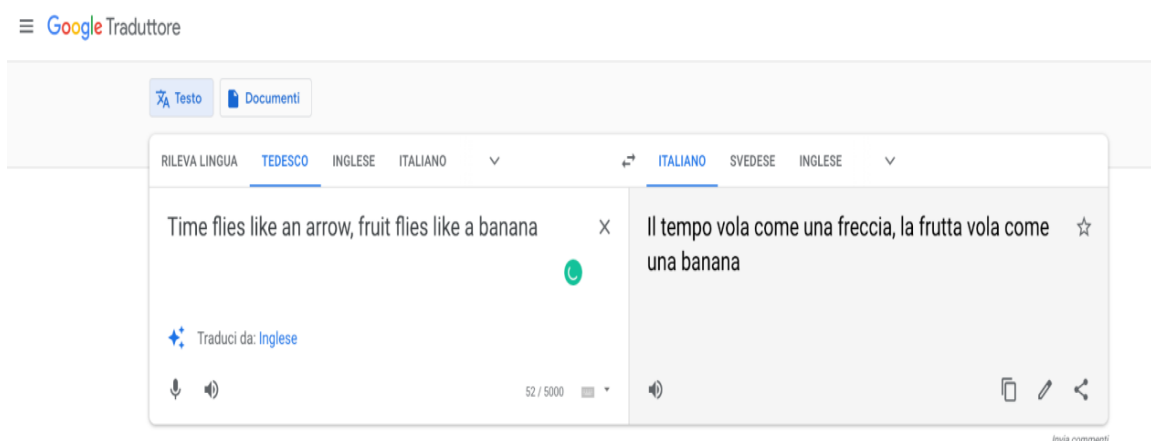 Google Traduttore
Testo
Documenti
RILEVA LINGUA TEDESCO INGLESE ITALIANO
ITALIANO SVEDESE INGLESE
Time flies like an arrow, fruit flies like a banana
Il tempo vola come una freccia, la frutta vola come
una banana
Traduci da: Inglese
52 / 5000
Invia commenti